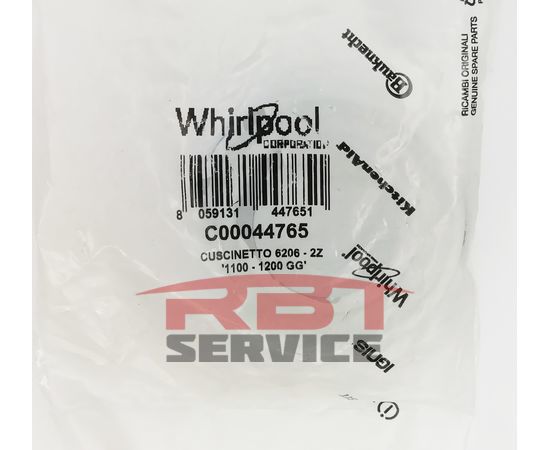 Whirlpool
CORPORATION
8 059131 447651
C00044765
CUSCINETTO 6206 - 2Z
'1100 - 1200 GG'
RBT
SERVICE
Bauknecht
KitchenAid
Whirlpool
IGNIS
RICAMBI ORIGINALI
GENUINE SPARE PARTS